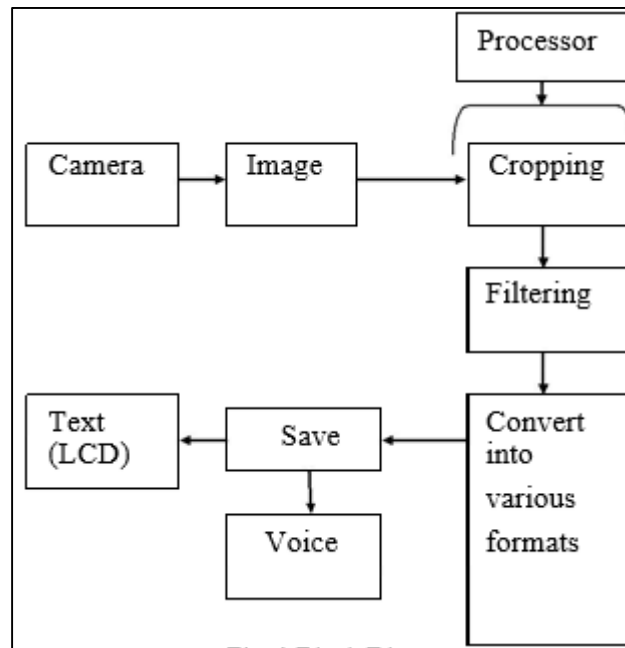 Processor
Camera
Image
Cropping
Filtering
Text
(LCD)
Save
Convert
into
various
formats
Voice